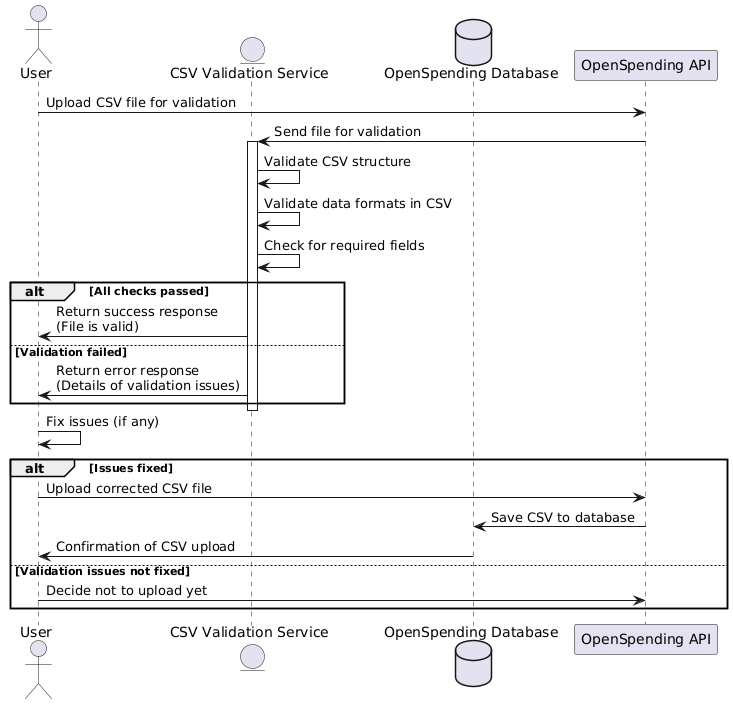 User
CSV Validation Service
OpenSpending Database
OpenSpending API
Upload CSV file for validation
Send file for validation
Validate CSV structure
Validate data formats in CSV
Check for required fields
alt [All checks passed]
Return success response
(File is valid)
[Validation failed]
Return error response
(Details of validation issues)
Fix issues (if any)
alt [Issues fixed]
Upload corrected CSV file
Save CSV to database
Confirmation of CSV upload
[Validation issues not fixed]
Decide not to upload yet
User
CSV Validation Service
OpenSpending Database
OpenSpending API